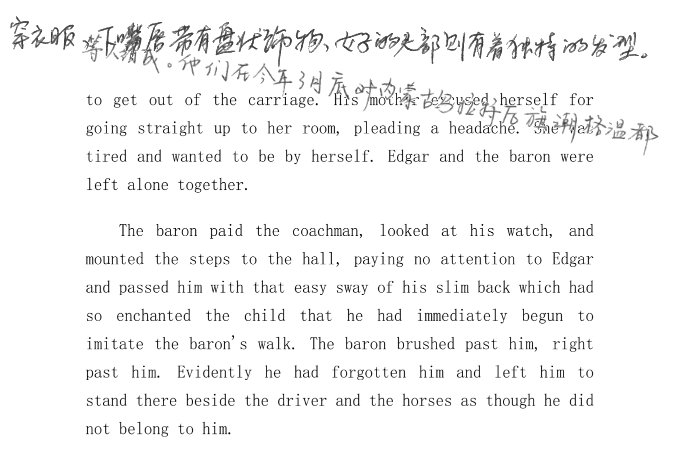 穿衣服、下嘴唇带有盘状饰物、女子的头部则有着独特的发型。
他们在今年3月底对内蒙古乌拉特后旗潮格温都
to get out of the carriage. His mother excused herself for
going straight up to her room, pleading a headache. She was
tired and wanted to be by herself. Edgar and the baron were
left alone together.
The baron paid the coachman, looked at his watch, and
mounted the steps to the hall, paying no attention to Edgar
and passed him with that easy sway of his slim back which had
so enchanted the child that he had immediately begun to
imitate the baron's walk. The baron brushed past him, right
past him. Evidently he had forgotten him and left him to
stand there beside the driver and the horses as though he did
not belong to him.